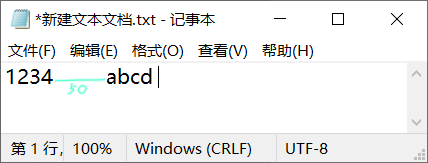 *新建文本文档.txt - 记事本
文件(F) 编辑(E) 格式(O) 查看(V) 帮助(H)
1234 abcd
50
第 1 行, 100% Windows (CRLF) UTF-8